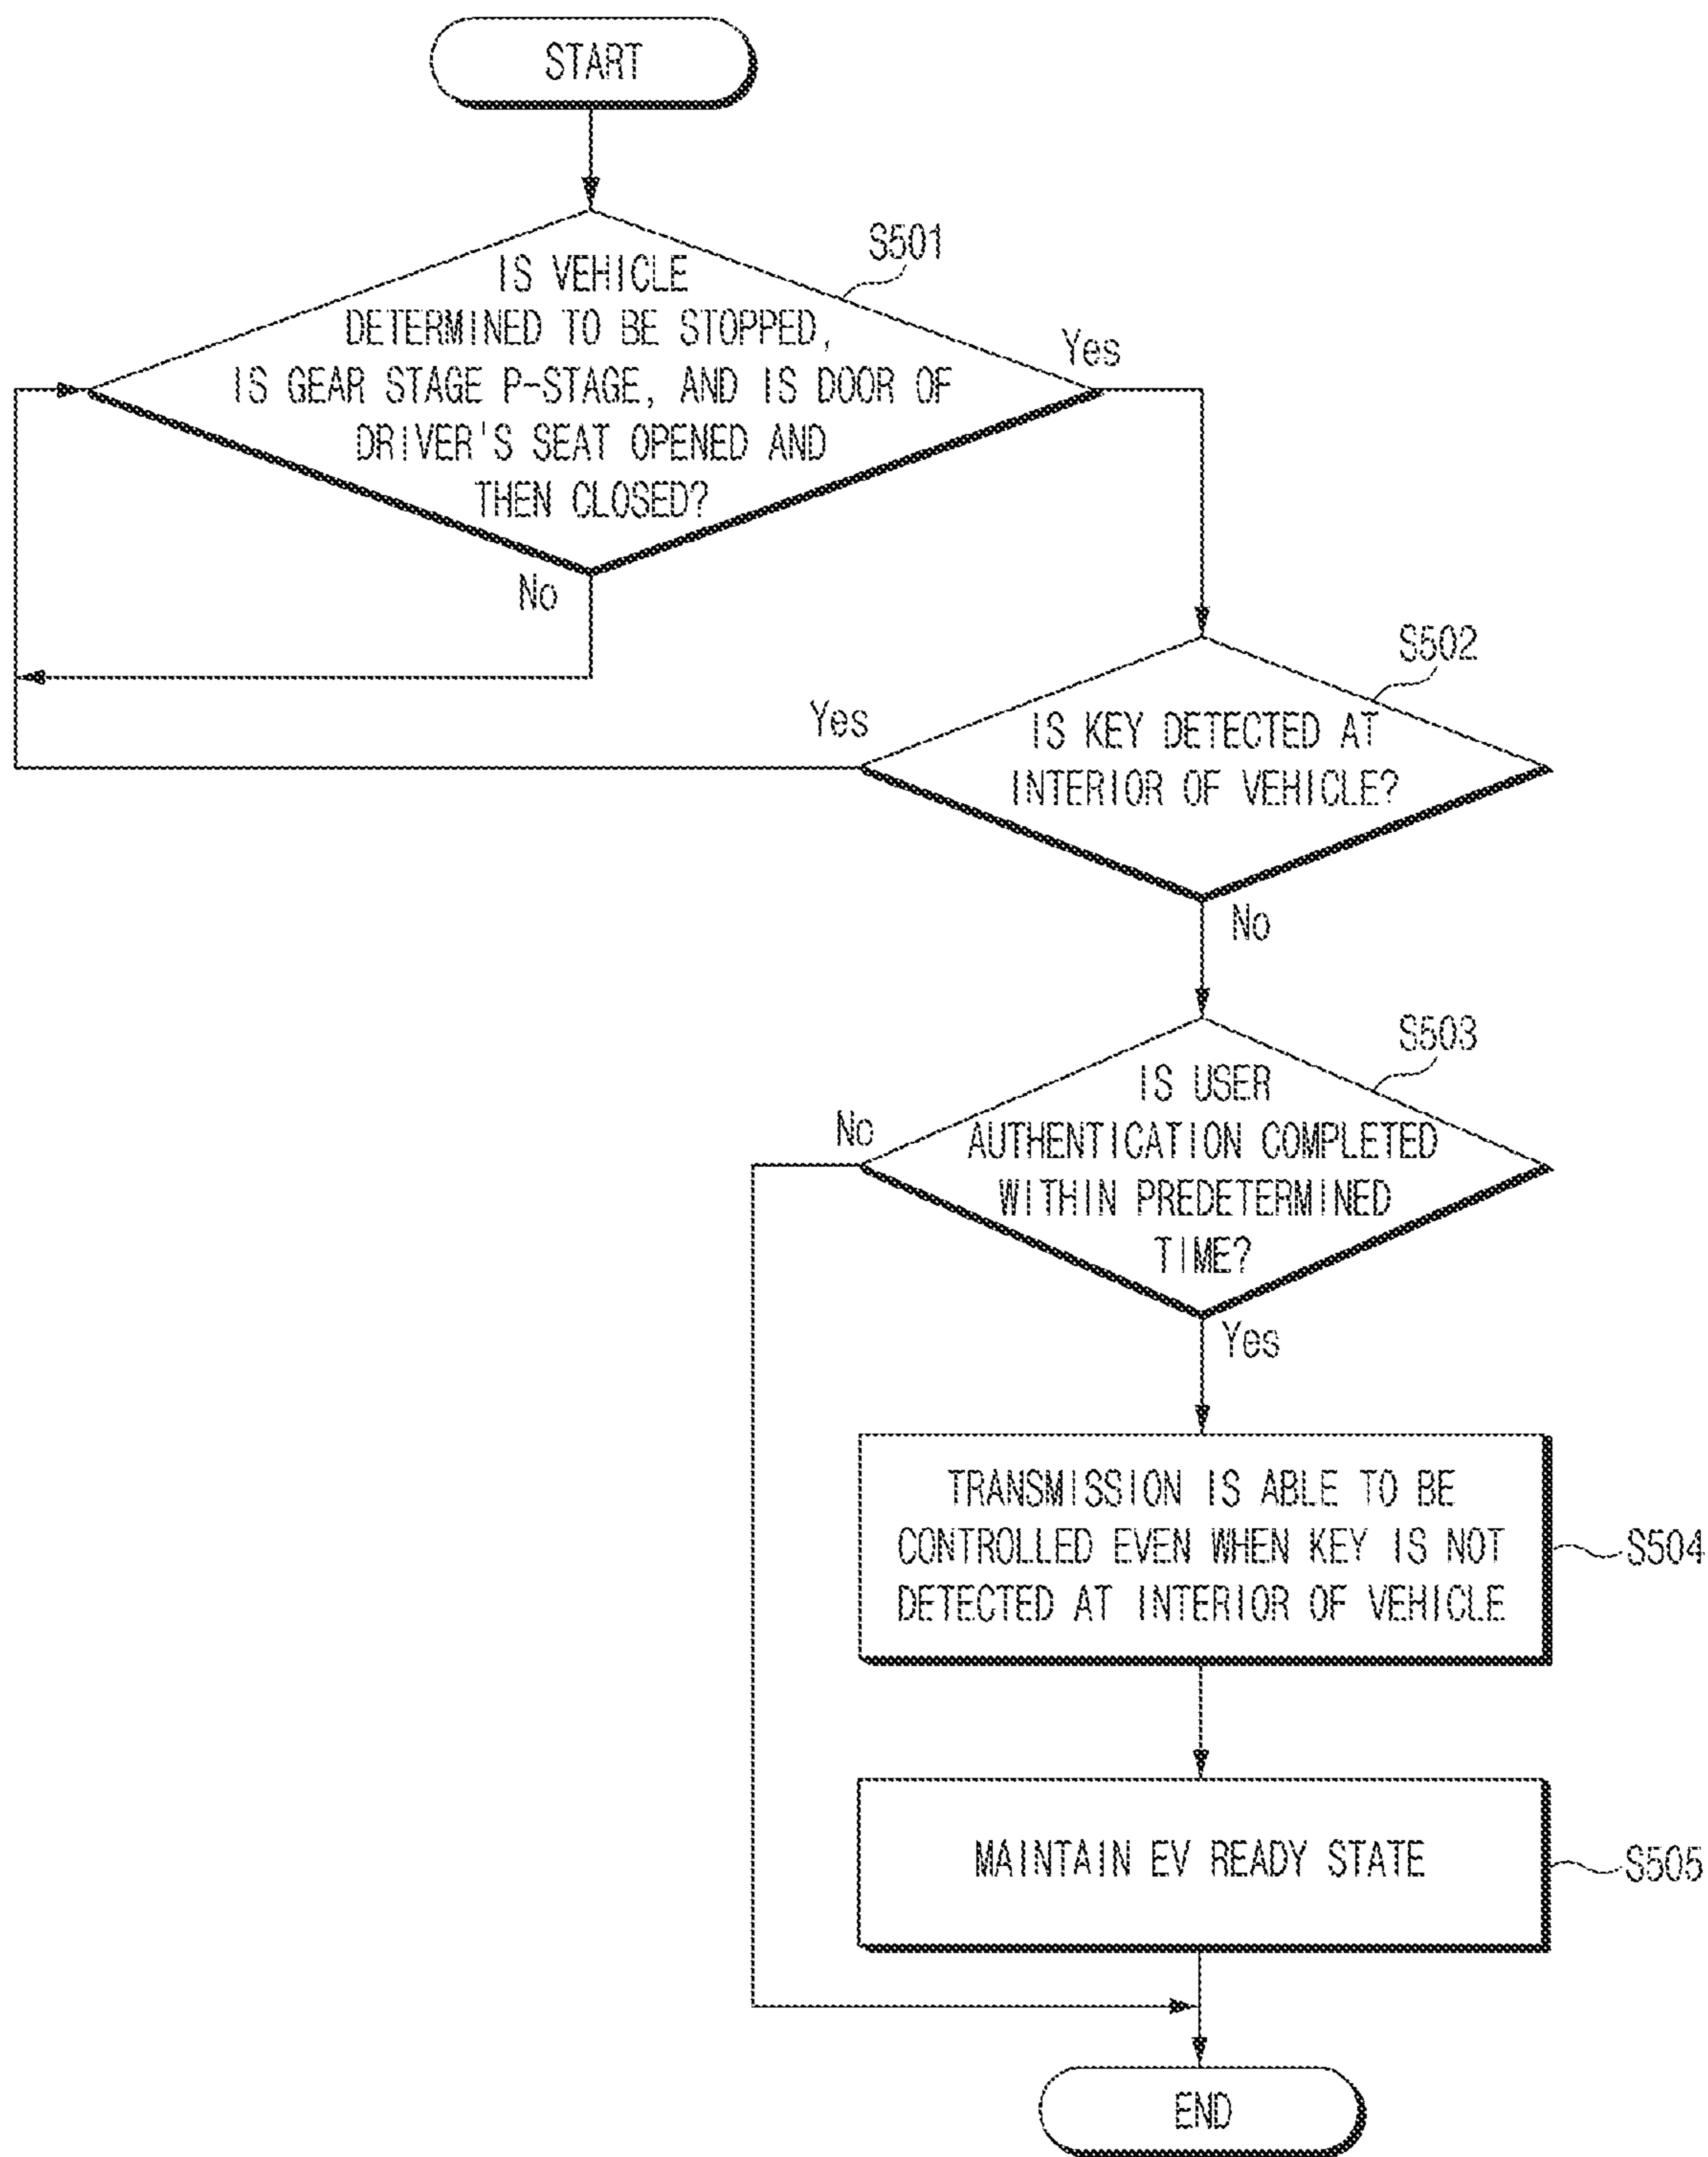 START
S501
IS VEHICLE
DETERMINED TO BE STOPPED,
IS GEAR STAGE P-STAGE, AND IS DOOR OF
DRIVER'S SEAT OPENED AND
THEN CLOSED?
Yes
No
S502
Yes
IS KEY DETECTED AT
INTERIOR OF VEHICLE?
No
S503
No
IS USER
AUTHENTICATION COMPLETED
WITHIN PREDETERMINED
TIME?
Yes
TRANSMISSION IS ABLE TO BE
CONTROLLED EVEN WHEN KEY IS NOT
DETECTED AT INTERIOR OF VEHICLE
S504
MAINTAIN EV READY STATE
S505
END